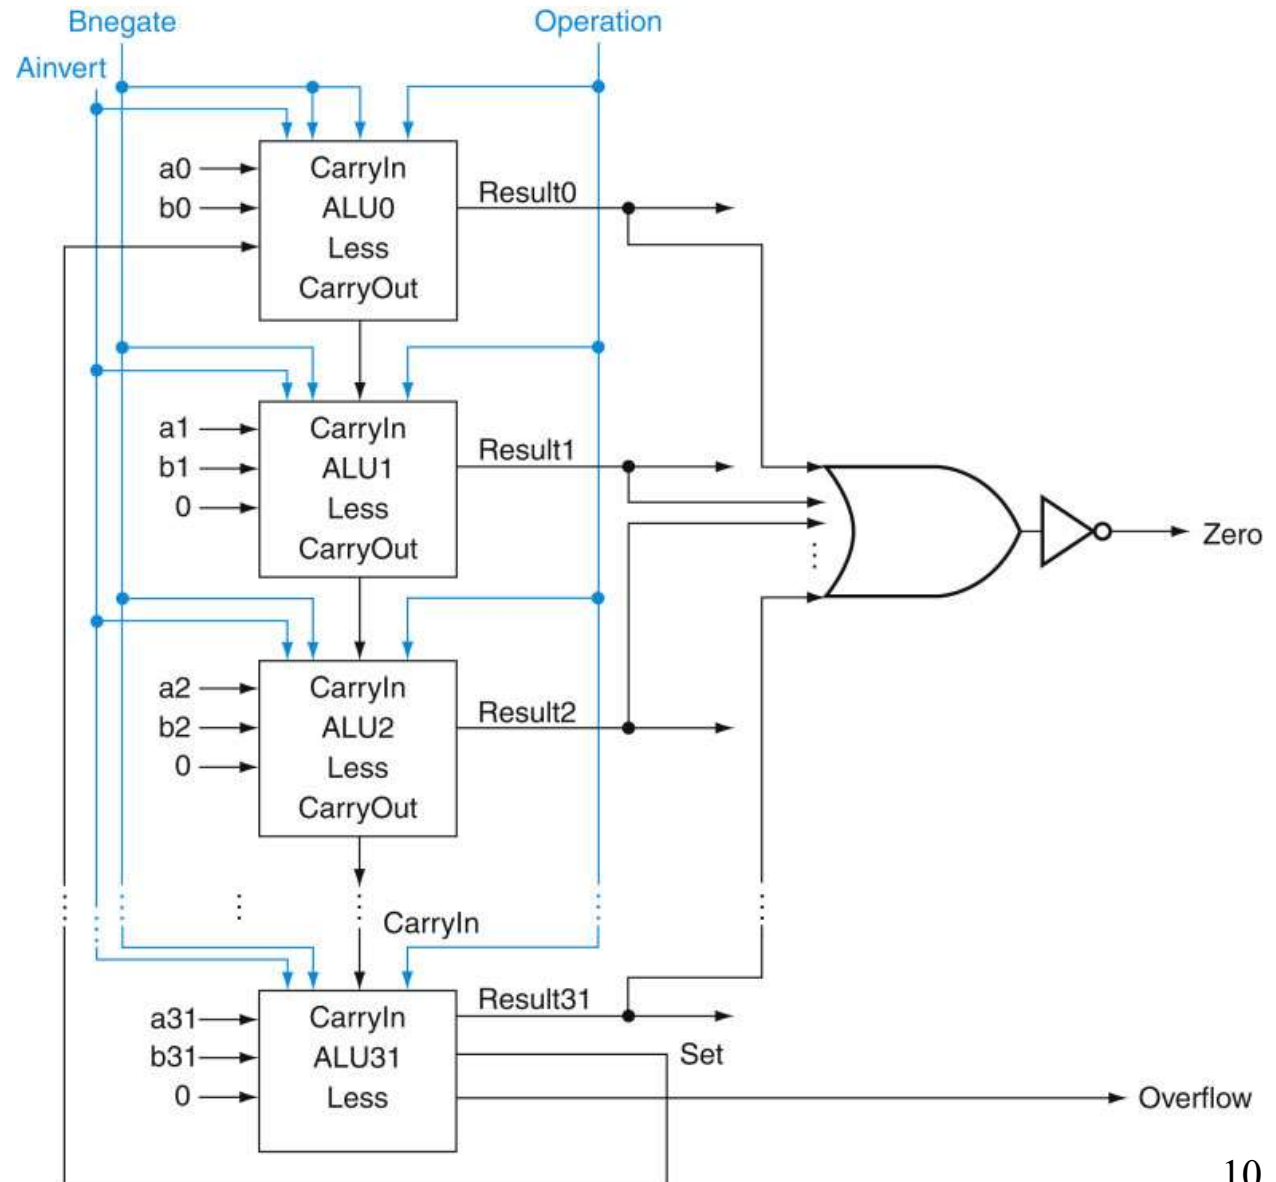 Bnegate
Operation
Ainvert
a0
b0
CarryIn
ALU0
Less
CarryOut
Result0
a1
b1
0
CarryIn
ALU1
Less
CarryOut
Result1
Zero
a2
b2
0
CarryIn
ALU2
Less
CarryOut
Result2
CarryIn
a31
b31
0
CarryIn
ALU31
Less
Result31
Set
Overflow
10